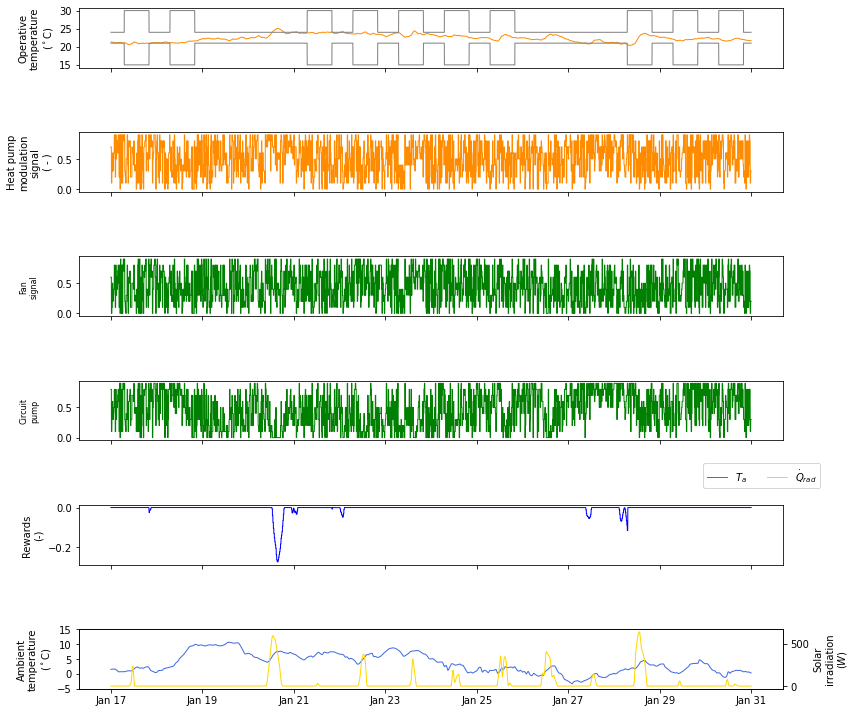 Operative
temperature
(°C)
30
25
20
15
Heat pump
modulation
signal
( - )
0.5
0.0
Fan
signal
0.5
0.0
Circuit
pump
0.5
0.0
T_a
Q̇_rad
Rewards
(-)
0.0
−0.2
Ambient
temperature
(°C)
15
10
5
0
−5
500
0
Solar
irradiation
(W)
Jan 17 Jan 19 Jan 21 Jan 23 Jan 25 Jan 27 Jan 29 Jan 31